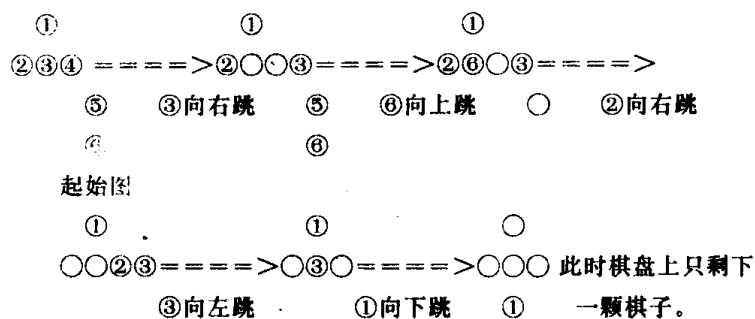 ①　　　　　①　　　　　①
②③④ ====>②○○③====>②⑥○③====>
⑤　③向右跳　⑤　⑥向上跳　○　②向右跳
⑥　　　　　⑥
起始图
①　　　　　①　　　　　○
○○②③====>○③○====>○○○ 此时棋盘上只剩下
③向左跳　①向下跳　①　一颗棋子。